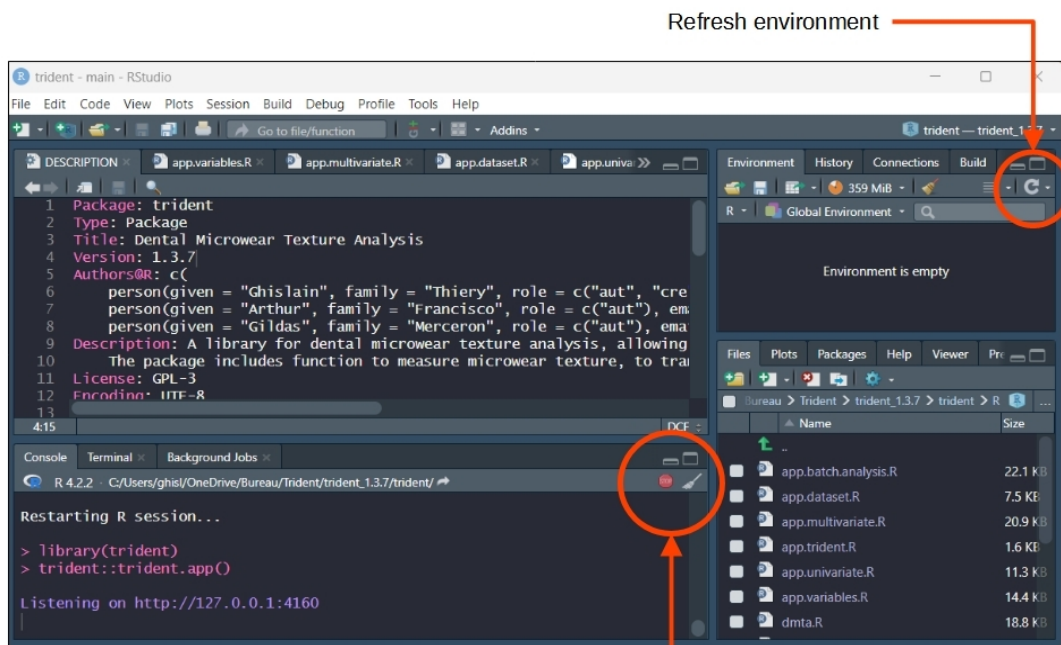 Refresh environment
trident - main - RStudio
File Edit Code View Plots Session Build Debug Profile Tools Help
Go to file/function Addins trident — trident_1.3.7
DESCRIPTION app.variables.R app.multivariate.R app.dataset.R app.univa
1 Package: trident
2 Type: Package
3 Title: Dental Microwear Texture Analysis
4 Version: 1.3.7
5 Authors@R: c(
6 person(given = "Ghislain", family = "Thiery", role = c("aut", "cre
7 person(given = "Arthur", family = "Francisco", role = c("aut"), ema
8 person(given = "Gildas", family = "Merceron", role = c("aut"), emai
9 Description: A library for dental microwear texture analysis, allowing
10 The package includes function to measure microwear texture, to tran
11 License: GPL-3
12 Encoding: UTF-8
13
4:15 DCF
Console Terminal Background Jobs
R 4.2.2 · C:/Users/ghisl/OneDrive/Bureau/Trident/trident_1.3.7/trident/
Restarting R session...
> library(trident)
> trident::trident.app()
Listening on http://127.0.0.1:4160
Environment History Connections Build
359 MiB
R Global Environment
Environment is empty
Files Plots Packages Help Viewer Pre
Bureau > Trident > trident_1.3.7 > trident > R ...
Name Size
..
app.batch.analysis.R 22.1 KB
app.dataset.R 7.5 KB
app.multivariate.R 20.9 KB
app.trident.R 1.6 KB
app.univariate.R 11.3 KB
app.variables.R 14.4 KB
dmta.R 18.8 KB